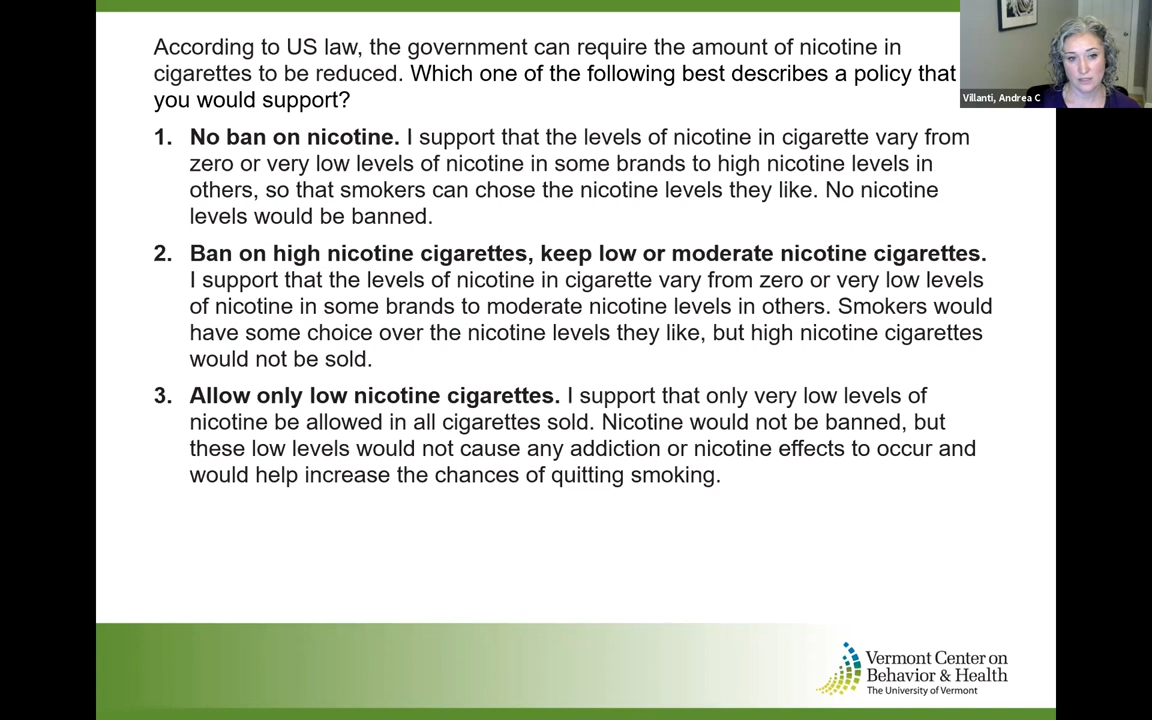 According to US law, the government can require the amount of nicotine in
cigarettes to be reduced. Which one of the following best describes a policy that
you would support?
Villanti, Andrea C
1. No ban on nicotine. I support that the levels of nicotine in cigarette vary from
zero or very low levels of nicotine in some brands to high nicotine levels in
others, so that smokers can chose the nicotine levels they like. No nicotine
levels would be banned.
2. Ban on high nicotine cigarettes, keep low or moderate nicotine cigarettes.
I support that the levels of nicotine in cigarette vary from zero or very low levels
of nicotine in some brands to moderate nicotine levels in others. Smokers would
have some choice over the nicotine levels they like, but high nicotine cigarettes
would not be sold.
3. Allow only low nicotine cigarettes. I support that only very low levels of
nicotine be allowed in all cigarettes sold. Nicotine would not be banned, but
these low levels would not cause any addiction or nicotine effects to occur and
would help increase the chances of quitting smoking.
Vermont Center on
Behavior & Health
The University of Vermont